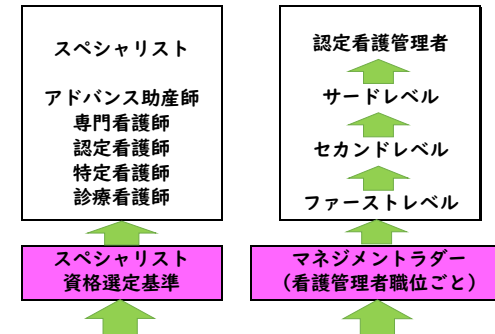 スペシャリスト
アドバンス助産師
専門看護師
認定看護師
特定看護師
診療看護師
スペシャリスト
資格選定基準
認定看護管理者
サードレベル
セカンドレベル
ファーストレベル
マネジメントラダー
（看護管理者職位ごと）